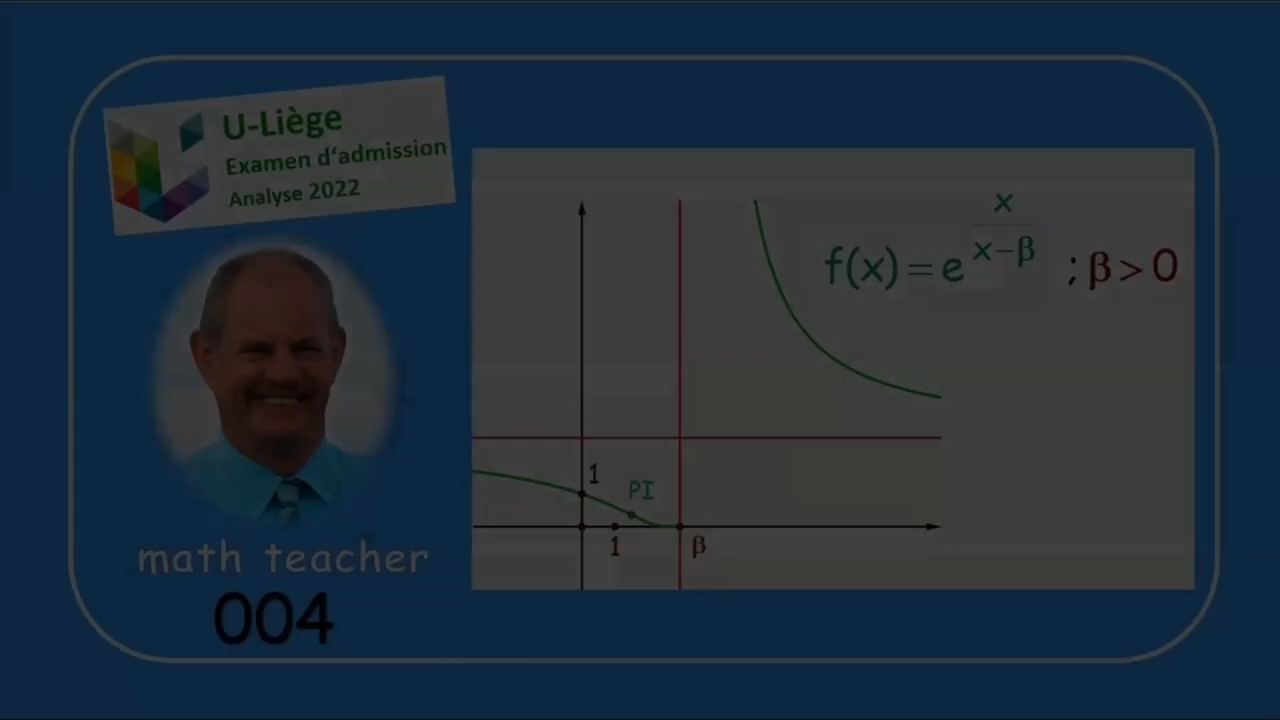 U-Liège
Examen d'admission
Analyse 2022
math teacher
004
f(x) = e^(x/(x−β)) ; β > 0
1
PI
1
β